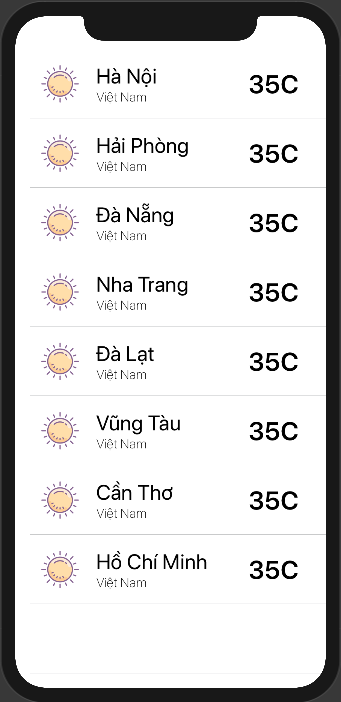 Hà Nội
Việt Nam
35C
Hải Phòng
Việt Nam
35C
Đà Nẵng
Việt Nam
35C
Nha Trang
Việt Nam
35C
Đà Lạt
Việt Nam
35C
Vũng Tàu
Việt Nam
35C
Cần Thơ
Việt Nam
35C
Hồ Chí Minh
Việt Nam
35C